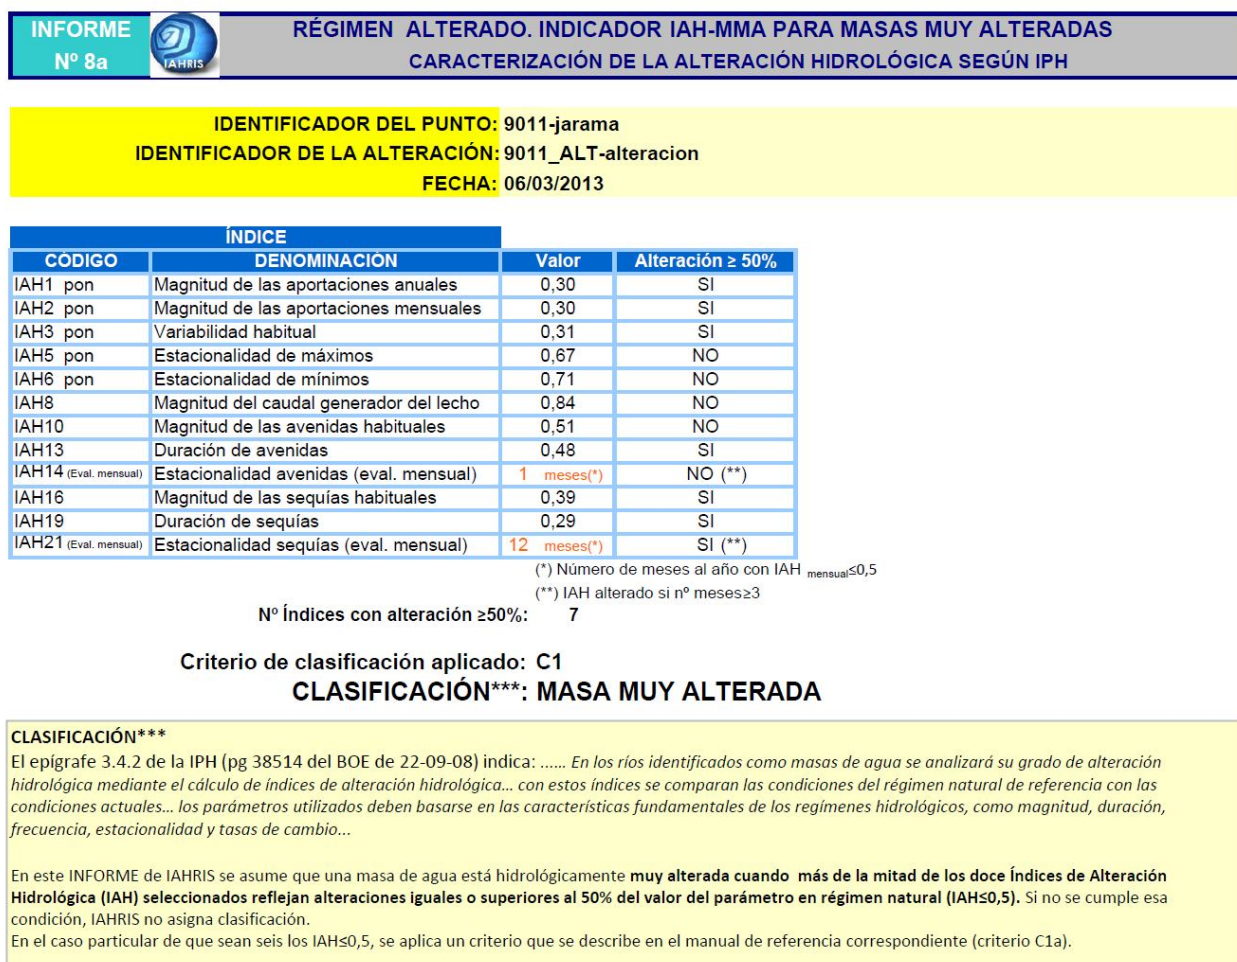 INFORME
Nº 8a
IAHRIS
RÉGIMEN ALTERADO. INDICADOR IAH-MMA PARA MASAS MUY ALTERADAS
CARACTERIZACIÓN DE LA ALTERACIÓN HIDROLÓGICA SEGÚN IPH
IDENTIFICADOR DEL PUNTO: 9011-jarama
IDENTIFICADOR DE LA ALTERACIÓN: 9011_ALT-alteracion
FECHA: 06/03/2013
ÍNDICE
CÓDIGO DENOMINACIÓN Valor Alteración ≥ 50%
IAH1 pon Magnitud de las aportaciones anuales 0,30 SI
IAH2 pon Magnitud de las aportaciones mensuales 0,30 SI
IAH3 pon Variabilidad habitual 0,31 SI
IAH5 pon Estacionalidad de máximos 0,67 NO
IAH6 pon Estacionalidad de mínimos 0,71 NO
IAH8 Magnitud del caudal generador del lecho 0,84 NO
IAH10 Magnitud de las avenidas habituales 0,51 NO
IAH13 Duración de avenidas 0,48 SI
IAH14 (Eval. mensual) Estacionalidad avenidas (eval. mensual) 1 meses(*) NO (**)
IAH16 Magnitud de las sequías habituales 0,39 SI
IAH19 Duración de sequías 0,29 SI
IAH21 (Eval. mensual) Estacionalidad sequías (eval. mensual) 12 meses(*) SI (**)
(*) Número de meses al año con IAH mensual≤0,5
(**) IAH alterado si nº meses≥3
Nº Índices con alteración ≥50%: 7
Criterio de clasificación aplicado: C1
CLASIFICACIÓN***: MASA MUY ALTERADA
CLASIFICACIÓN***
El epígrafe 3.4.2 de la IPH (pg 38514 del BOE de 22-09-08) indica: ...... En los ríos identificados como masas de agua se analizará su grado de alteración
hidrológica mediante el cálculo de índices de alteración hidrológica... con estos índices se comparan las condiciones del régimen natural de referencia con las
condiciones actuales... los parámetros utilizados deben basarse en las características fundamentales de los regímenes hidrológicos, como magnitud, duración,
frecuencia, estacionalidad y tasas de cambio...
En este INFORME de IAHRIS se asume que una masa de agua está hidrológicamente muy alterada cuando más de la mitad de los doce Índices de Alteración
Hidrológica (IAH) seleccionados reflejan alteraciones iguales o superiores al 50% del valor del parámetro en régimen natural (IAH≤0,5). Si no se cumple esa
condición, IAHRIS no asigna clasificación.
En el caso particular de que sean seis los IAH≤0,5, se aplica un criterio que se describe en el manual de referencia correspondiente (criterio C1a).